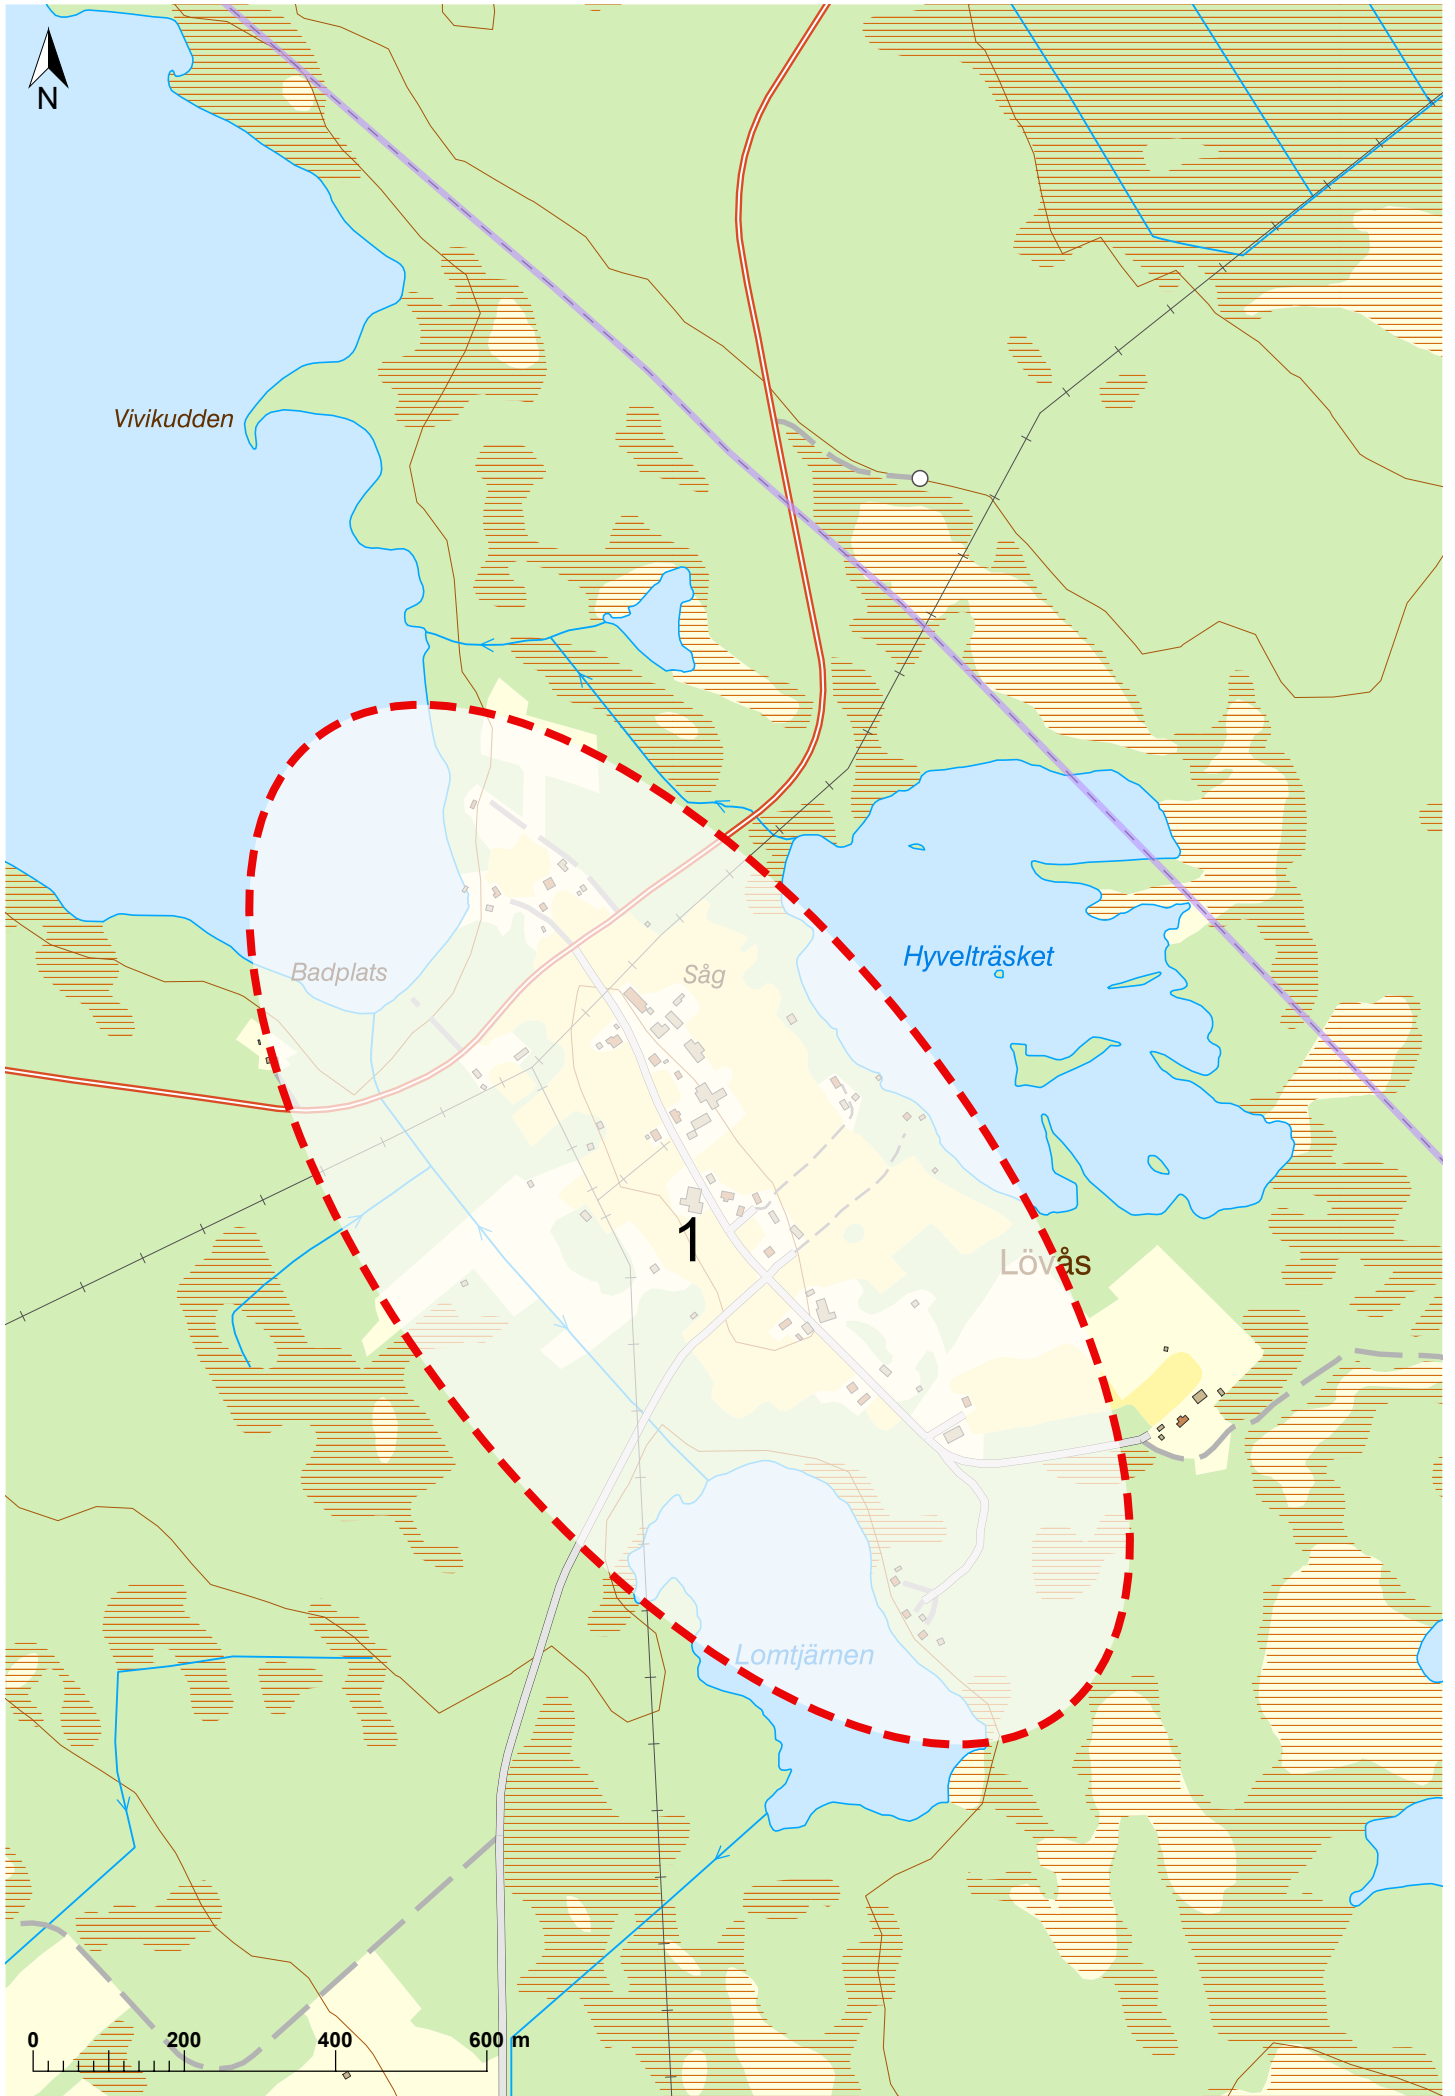 N
Vivikudden
Hyvelträsket
Badplats
Såg
1
Lövås
Lomtjärnen
0 200 400 600 m